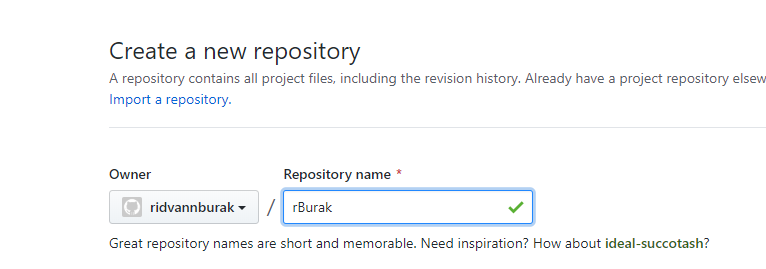 Create a new repository
A repository contains all project files, including the revision history. Already have a project repository
Import a repository.
Owner Repository name *
ridvannburak / rBurak
Great repository names are short and memorable. Need inspiration? How about ideal-succotash?